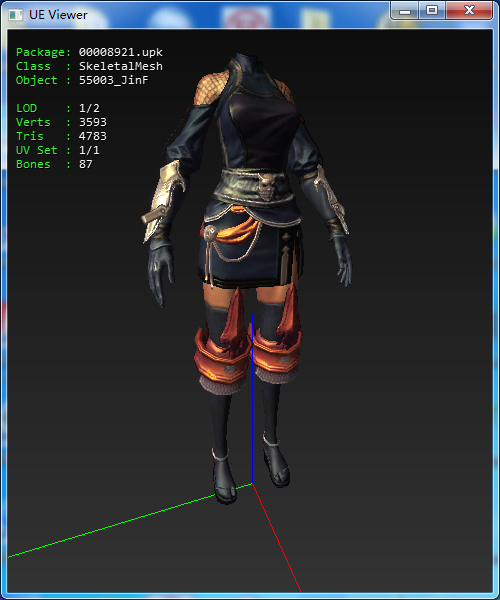 UE Viewer
Package: 00008921.upk
Class : SkeletalMesh
Object : 55003_JinF
LOD : 1/2
Verts : 3593
Tris : 4783
UV Set : 1/1
Bones : 87